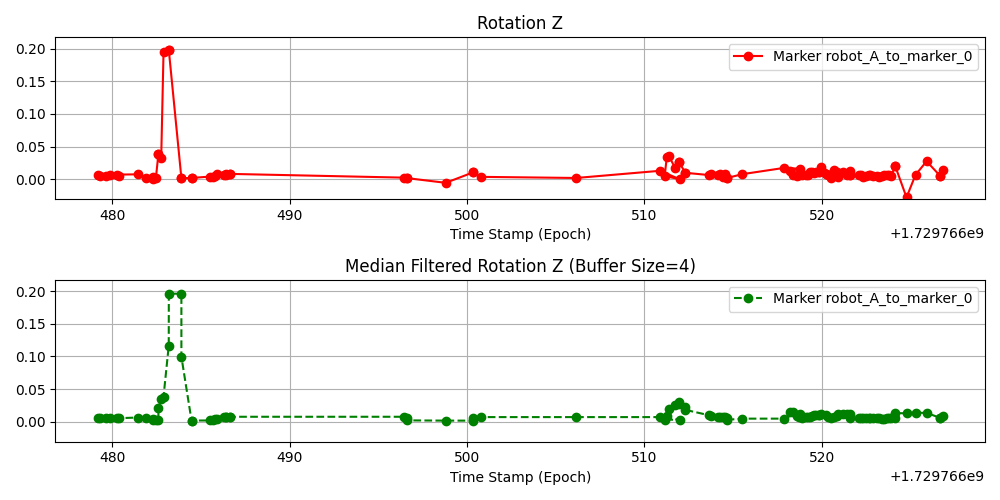 Rotation Z
0.20
0.15
0.10
0.05
0.00
Marker robot_A_to_marker_0
480 490 500 510 520
Time Stamp (Epoch)
+1.729766e9
Median Filtered Rotation Z (Buffer Size=4)
0.20
0.15
0.10
0.05
0.00
Marker robot_A_to_marker_0
480 490 500 510 520
Time Stamp (Epoch)
+1.729766e9